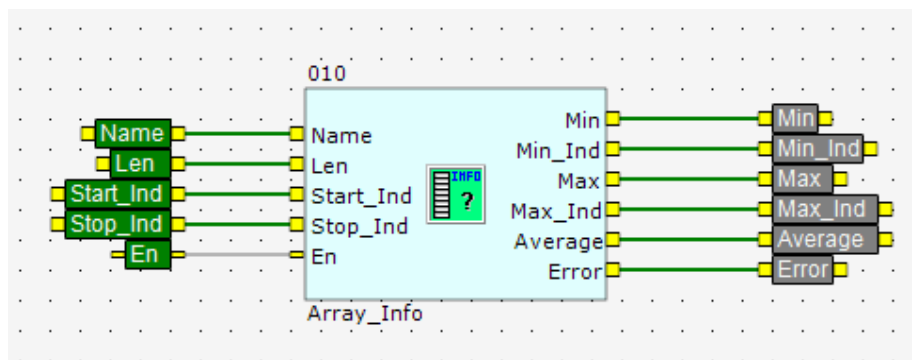 010
Name Name Min Min
Len Len Min_Ind Min_Ind
Start_Ind Start_Ind Max Max
Stop_Ind Stop_Ind Max_Ind Max_Ind
En En Average Average
Error Error
INFO
?
Array_Info